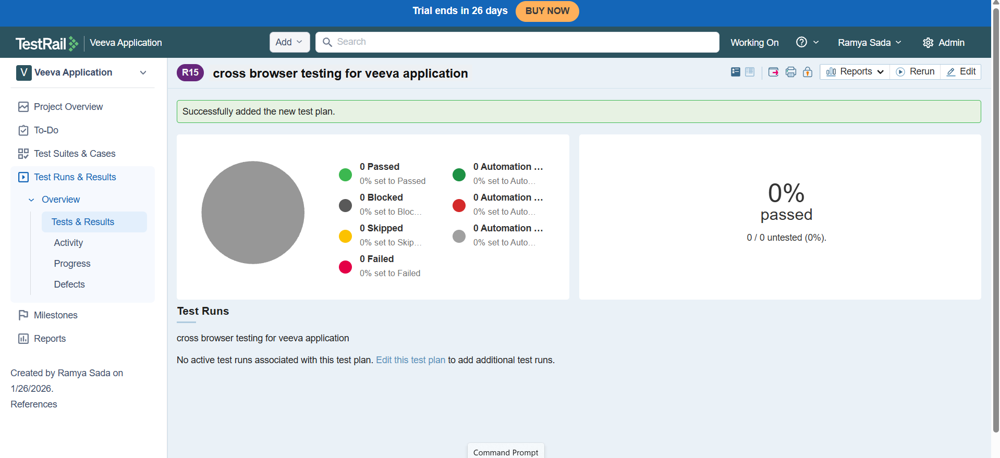 Trial ends in 26 days BUY NOW
TestRail Veeva Application Add Search Working On Ramya Sada Admin
V Veeva Application
R15 cross browser testing for veeva application Reports Rerun Edit
Project Overview
To-Do
Test Suites & Cases
Test Runs & Results
Overview
Tests & Results
Activity
Progress
Defects
Milestones
Reports
Created by Ramya Sada on
1/26/2026.
References
Successfully added the new test plan.
0 Passed
0% set to Passed
0 Blocked
0% set to Bloc...
0 Skipped
0% set to Skip...
0 Failed
0% set to Failed
0 Automation ...
0% set to Auto...
0 Automation ...
0% set to Auto...
0 Automation ...
0% set to Auto...
0%
passed
0 / 0 untested (0%).
Test Runs
cross browser testing for veeva application
No active test runs associated with this test plan. Edit this test plan to add additional test runs.
Command Prompt